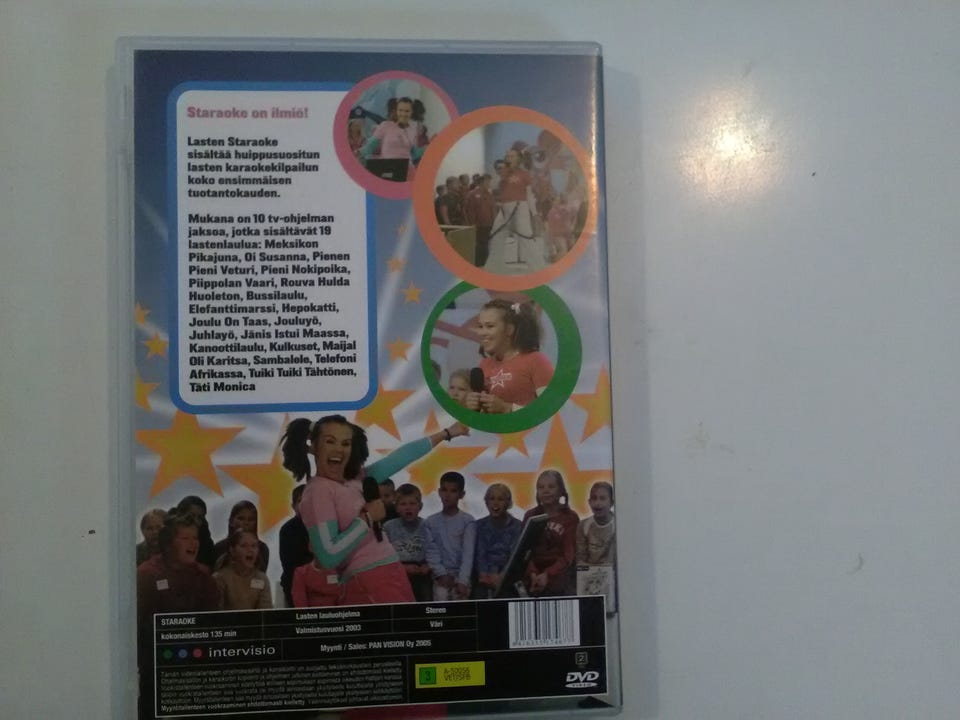 Staraoke on ilmiö!
Lasten Staraoke
sisältää huippusuositun
lasten karaokekilpailun
koko ensimmäisen
tuotantokauden.
Mukana on 10 tv-ohjelman
jaksoa, jotka sisältävät 19
lastenlaulua: Meksikon
Pikajuna, Oi Susanna, Pienen
Pieni Veturi, Pieni Nokipoika,
Piippolan Vaari, Rouva Hulda
Huoleton, Bussilaulu,
Elefanttimarssi, Hepokatti,
Joulu On Taas, Jouluyö,
Juhlayö, Jänis Istui Maassa,
Kanoottilaulu, Kulkuset, Maijal
Oli Karitsa, Sambalele, Telefoni
Afrikassa, Tuiki Tuiki Tähtönen,
Täti Monica
STARAOKE
Lasten lauluohjelma
Stereo
kokonaiskesto 135 min
Valmistusvuosi 2003
Väri
intervisio
Myynti / Sales: PAN VISION Oy 2005
3
2
DVD
VIDEO